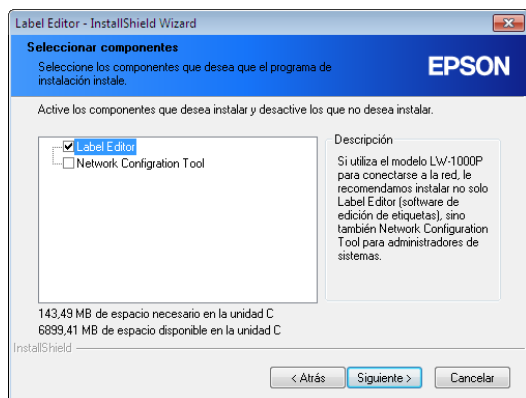 Label Editor - InstallShield Wizard
Seleccionar componentes
Seleccione los componentes que desea que el programa de
instalación instale.
EPSON
Active los componentes que desea instalar y desactive los que no desea instalar.
Label Editor
Network Configration Tool
Descripción
Si utiliza el modelo LW-1000P
para conectarse a la red, le
recomendamos instalar no solo
Label Editor (software de
edición de etiquetas), sino
también Network Configuration
Tool para administradores de
sistemas.
143,49 MB de espacio necesario en la unidad C
6899,41 MB de espacio disponible en la unidad C
InstallShield
< Atrás
Siguiente >
Cancelar